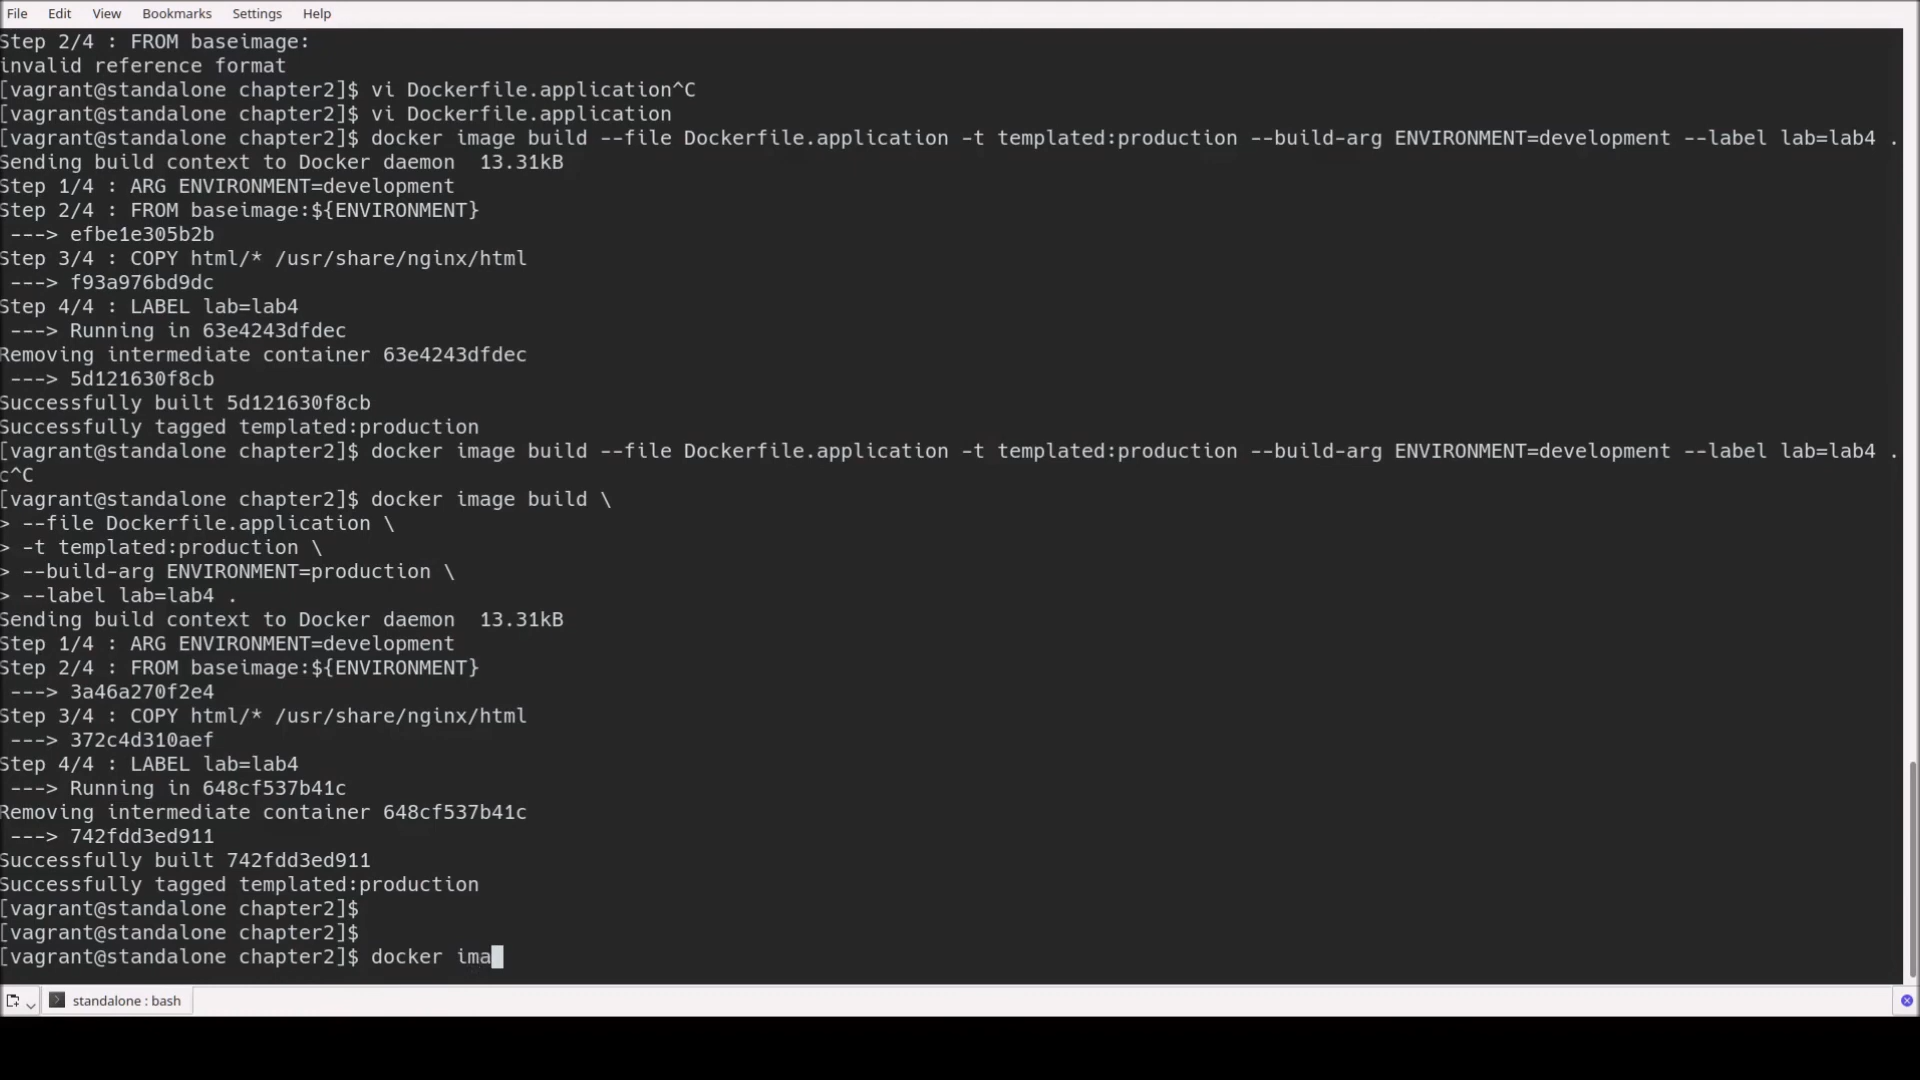 File Edit View Bookmarks Settings Help
Step 2/4 : FROM baseimage:
invalid reference format
[vagrant@standalone chapter2]$ vi Dockerfile.application^C
[vagrant@standalone chapter2]$ vi Dockerfile.application
[vagrant@standalone chapter2]$ docker image build --file Dockerfile.application -t templated:production --build-arg ENVIRONMENT=development --label lab=lab4 .
Sending build context to Docker daemon  13.31kB
Step 1/4 : ARG ENVIRONMENT=development
Step 2/4 : FROM baseimage:${ENVIRONMENT}
 ---> efbe1e305b2b
Step 3/4 : COPY html/* /usr/share/nginx/html
 ---> f93a976bd9dc
Step 4/4 : LABEL lab=lab4
 ---> Running in 63e4243dfdec
Removing intermediate container 63e4243dfdec
 ---> 5d121630f8cb
Successfully built 5d121630f8cb
Successfully tagged templated:production
[vagrant@standalone chapter2]$ docker image build --file Dockerfile.application -t templated:production --build-arg ENVIRONMENT=development --label lab=lab4 .
c^C
[vagrant@standalone chapter2]$ docker image build \
> --file Dockerfile.application \
> -t templated:production \
> --build-arg ENVIRONMENT=production \
> --label lab=lab4 .
Sending build context to Docker daemon  13.31kB
Step 1/4 : ARG ENVIRONMENT=development
Step 2/4 : FROM baseimage:${ENVIRONMENT}
 ---> 3a46a270f2e4
Step 3/4 : COPY html/* /usr/share/nginx/html
 ---> 372c4d310aef
Step 4/4 : LABEL lab=lab4
 ---> Running in 648cf537b41c
Removing intermediate container 648cf537b41c
 ---> 742fdd3ed911
Successfully built 742fdd3ed911
Successfully tagged templated:production
[vagrant@standalone chapter2]$
[vagrant@standalone chapter2]$
[vagrant@standalone chapter2]$ docker ima
standalone : bash